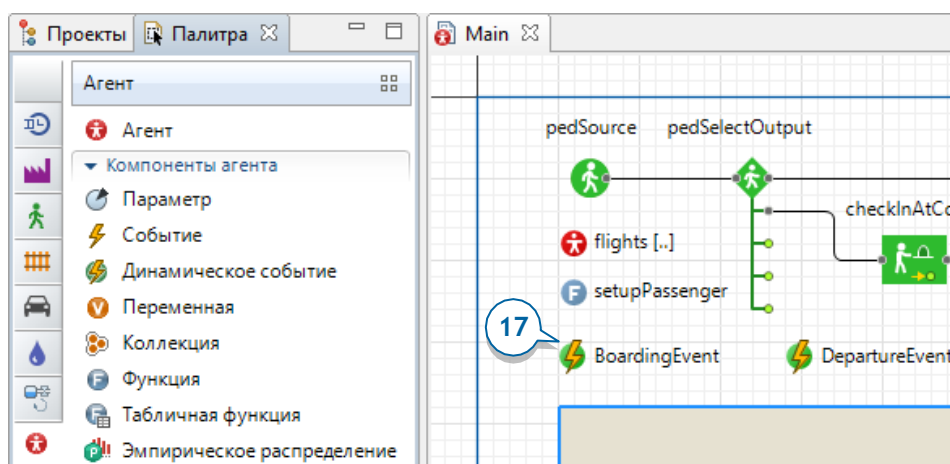 Проекты
Палитра
Агент
Агент
Компоненты агента
Параметр
Событие
Динамическое событие
Переменная
Коллекция
Функция
Табличная функция
Эмпирическое распределение
Main
pedSource pedSelectOutput
checkInAtCo
flights [..]
setupPassenger
17
BoardingEvent DepartureEvent